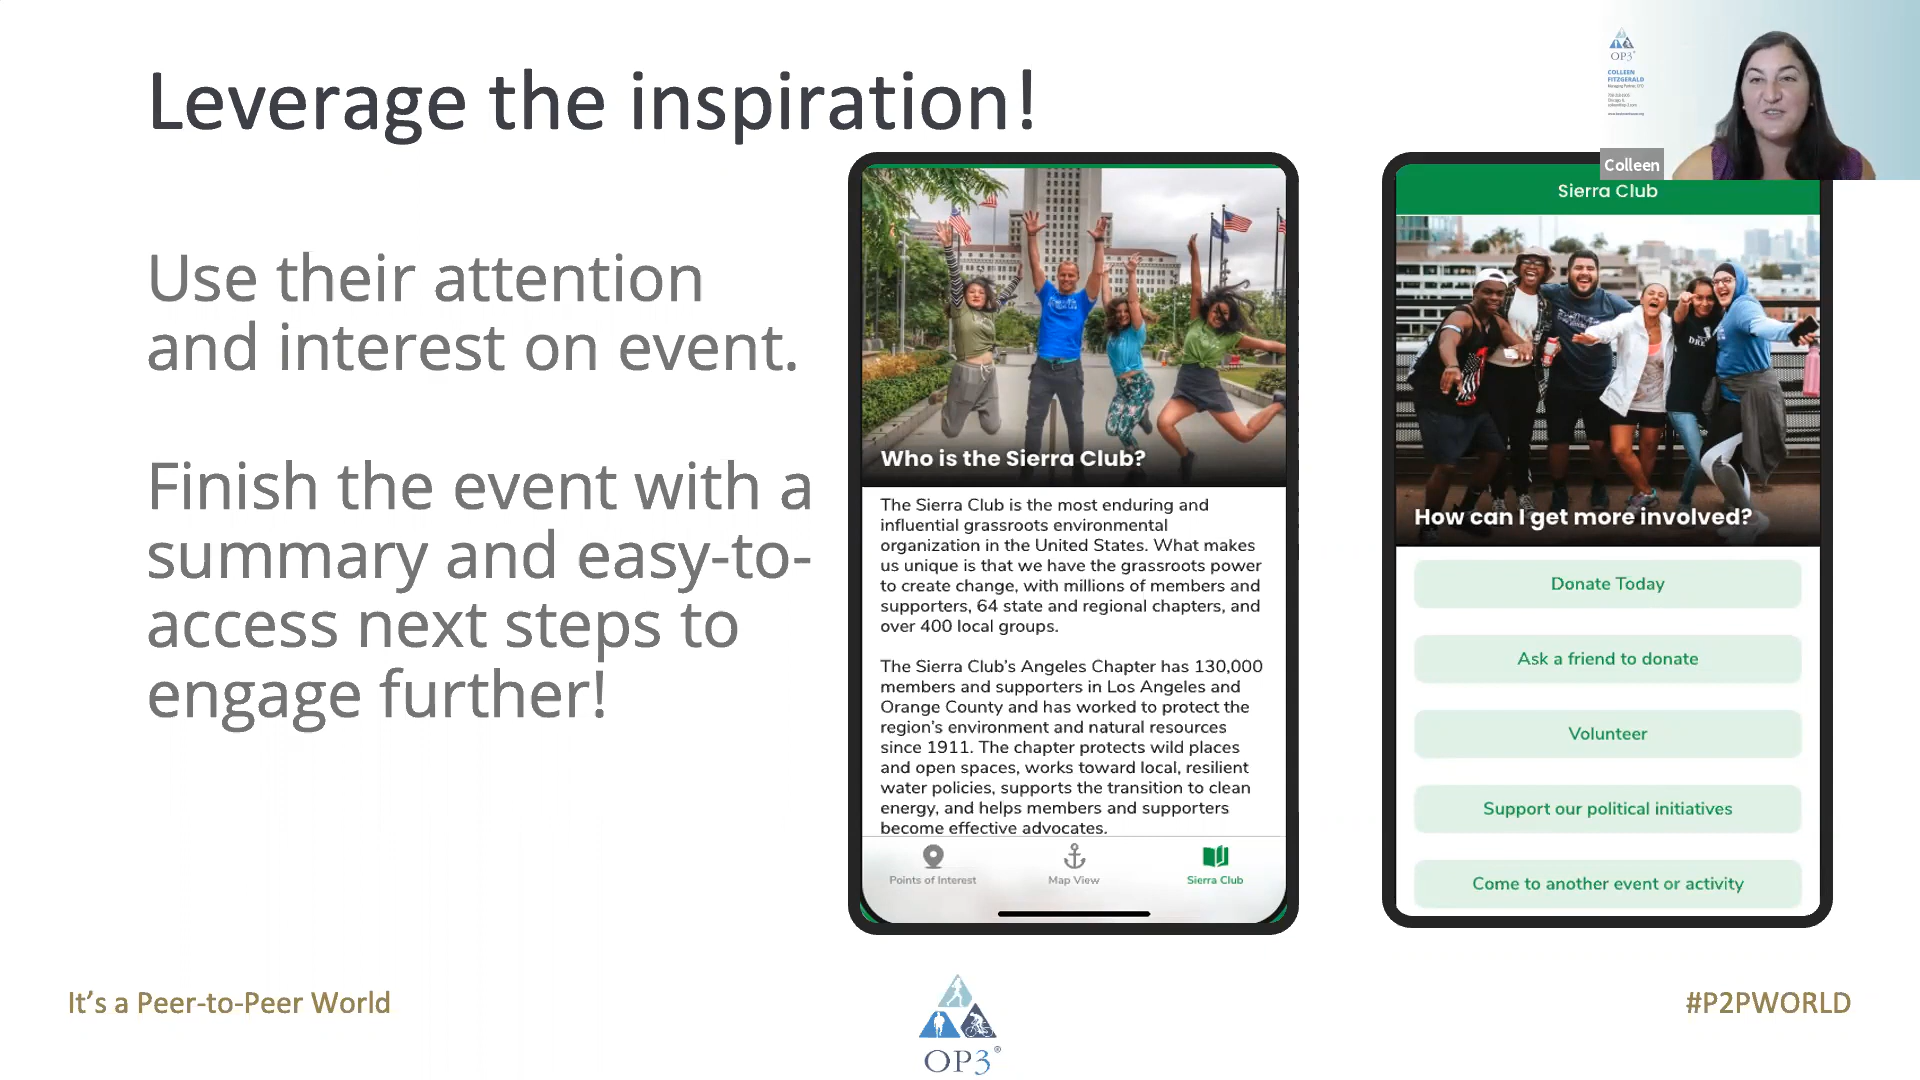 Leverage the inspiration!
Use their attention
and interest on event.
Finish the event with a
summary and easy-to-
access next steps to
engage further!
Who is the Sierra Club?
The Sierra Club is the most enduring and
influential grassroots environmental
organization in the United States. What makes
us unique is that we have the grassroots power
to create change, with millions of members and
supporters, 64 state and regional chapters, and
over 400 local groups.
The Sierra Club's Angeles Chapter has 130,000
members and supporters in Los Angeles and
Orange County and has worked to protect the
region's environment and natural resources
since 1911. The chapter protects wild places
and open spaces, works toward local, resilient
water policies, supports the transition to clean
energy, and helps members and supporters
become effective advocates.
Points of Interest
Map View
Sierra Club
Sierra Club
How can I get more involved?
Donate Today
Ask a friend to donate
Volunteer
Support our political initiatives
Come to another event or activity
OP3
COLLEEN
FITZGERALD
Colleen
It's a Peer-to-Peer World
OP3®
#P2PWORLD